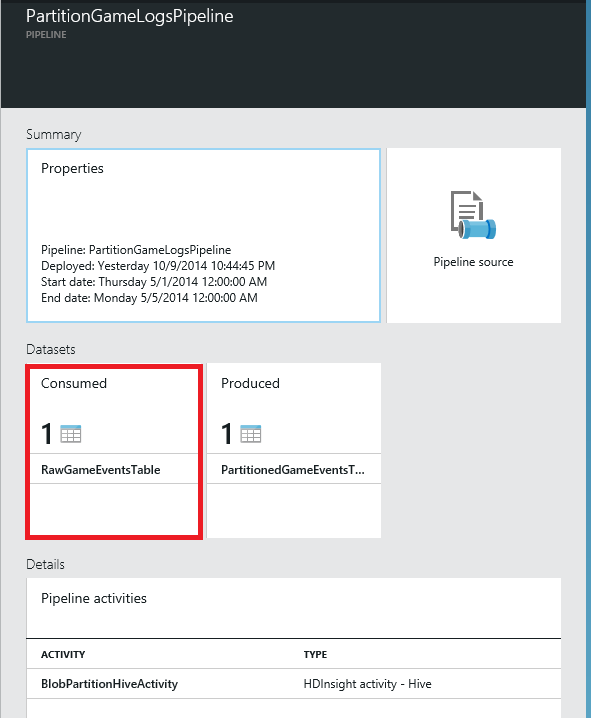 PartitionGameLogsPipeline
PIPELINE
Summary
Properties
Pipeline: PartitionGameLogsPipeline
Deployed: Yesterday 10/9/2014 10:44:45 PM
Start date: Thursday 5/1/2014 12:00:00 AM
End date: Monday 5/5/2014 12:00:00 AM
Pipeline source
Datasets
Consumed
1
RawGameEventsTable
Produced
1
PartitionedGameEventsT...
Details
Pipeline activities
ACTIVITY TYPE
BlobPartitionHiveActivity HDInsight activity - Hive